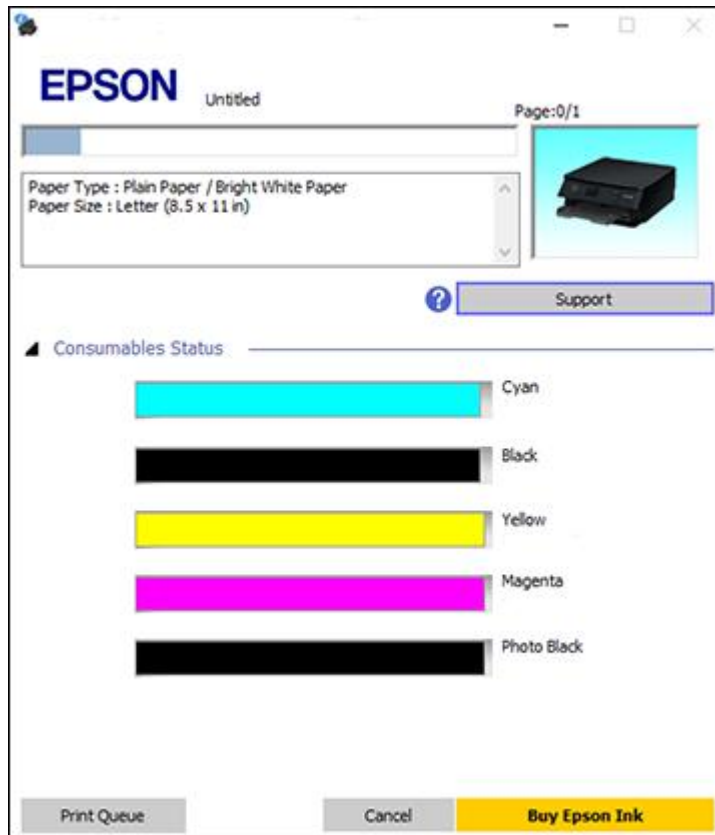 EPSON
Untitled
Page:0/1
Paper Type : Plain Paper / Bright White Paper
Paper Size : Letter (8.5 x 11 in)
? Support
Consumables Status
Cyan
Black
Yellow
Magenta
Photo Black
Print Queue Cancel Buy Epson Ink